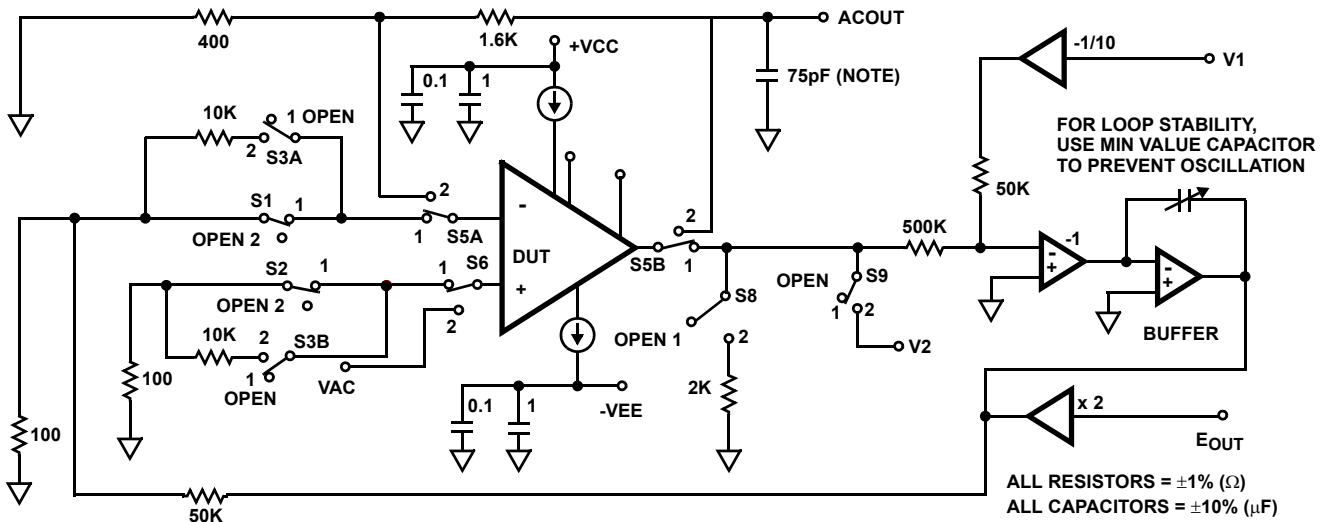 ACOUT
400
1.6K
+VCC
-1/10
V1
0.1
1
75pF (NOTE)
10K
1 OPEN
2
S3A
FOR LOOP STABILITY,
USE MIN VALUE CAPACITOR
TO PREVENT OSCILLATION
50K
S1
1
OPEN 2
2
1
S5A
-
DUT
+
2
S5B
1
500K
-1
-
+
-
+
BUFFER
S2
1
OPEN 2
S6
1
2
10K
2
S3B
1
OPEN
VAC
100
100
OPEN
S9
1
2
V2
S8
OPEN 1
2
2K
0.1
1
-VEE
x 2
EOUT
50K
ALL RESISTORS = ±1% (Ω)
ALL CAPACITORS = ±10% (µF)